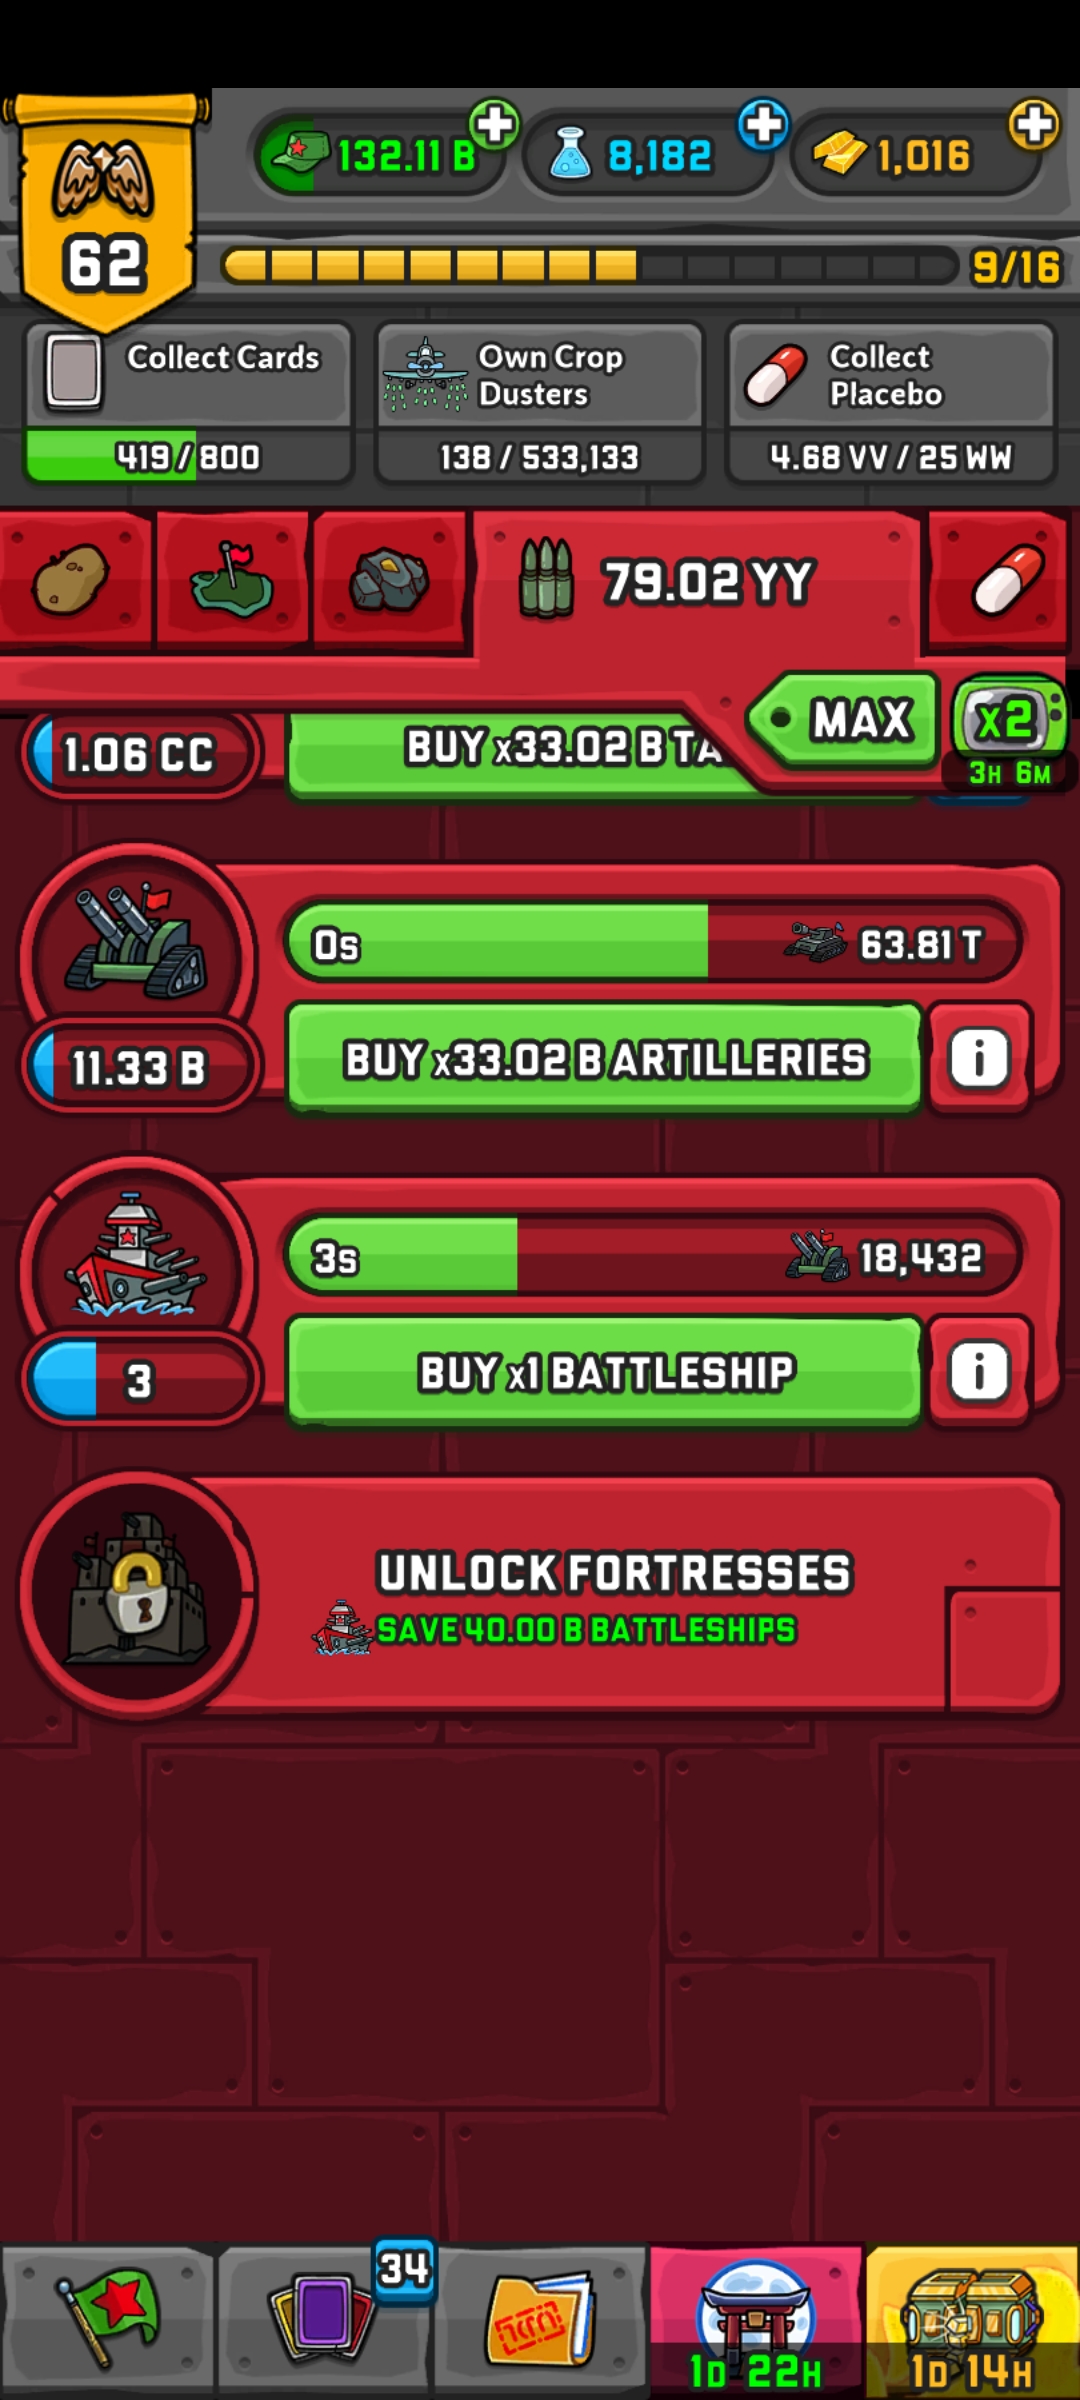 132.11 B
8,182
1,016
62
9/16
Collect Cards
419 / 800
Own Crop
Dusters
138 / 533,133
Collect
Placebo
4.68 VV / 25 WW
79.02 YY
MAX
x2
3H 6M
1.06 CC
BUY x33.02 B TA
0s
63.81 T
11.33 B
BUY x33.02 B ARTILLERIES
i
3s
18,432
3
BUY x1 BATTLESHIP
i
UNLOCK FORTRESSES
SAVE 40.00 B BATTLESHIPS
34
1D 22H
1D 14H